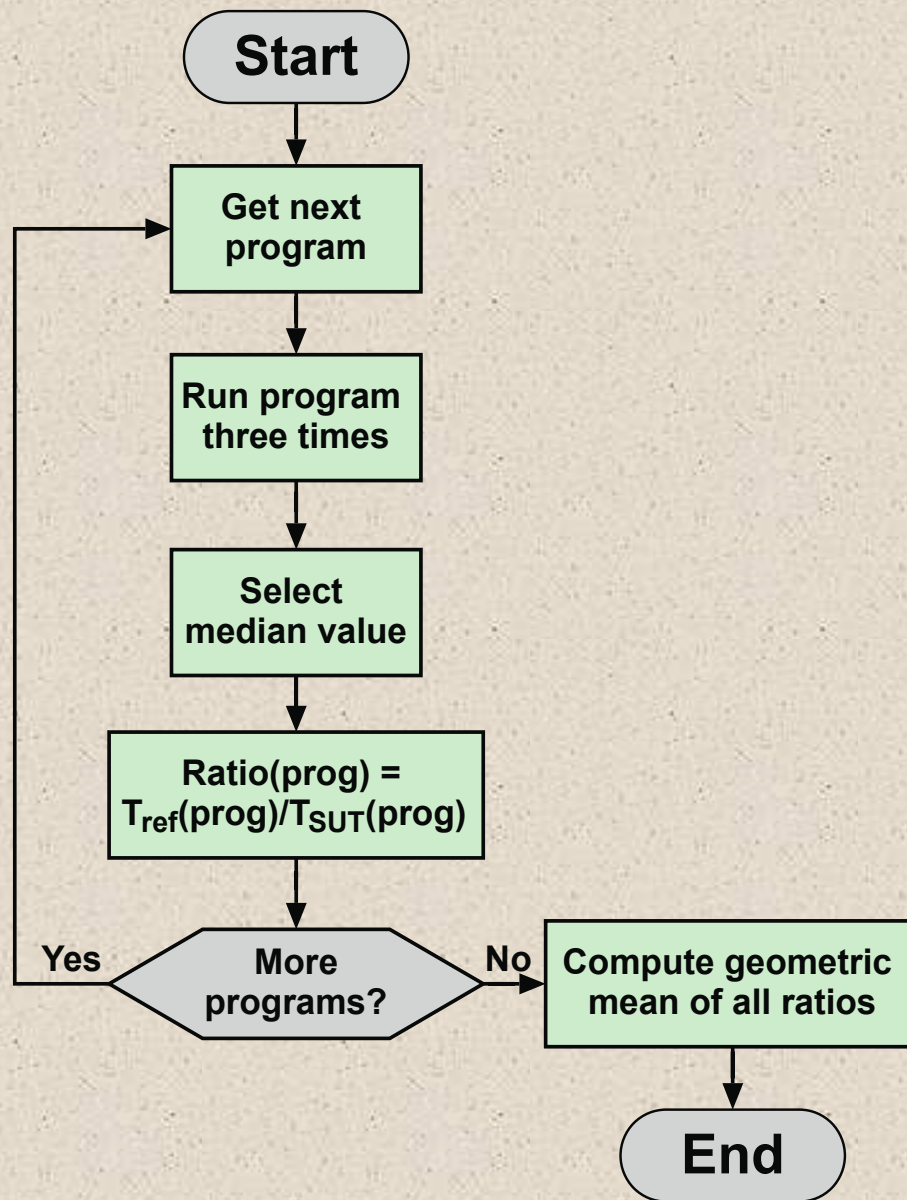 Start
Get next
program
Run program
three times
Select
median value
Ratio(prog) =
Tref(prog)/TSUT(prog)
More
programs?
Yes
No
Compute geometric
mean of all ratios
End